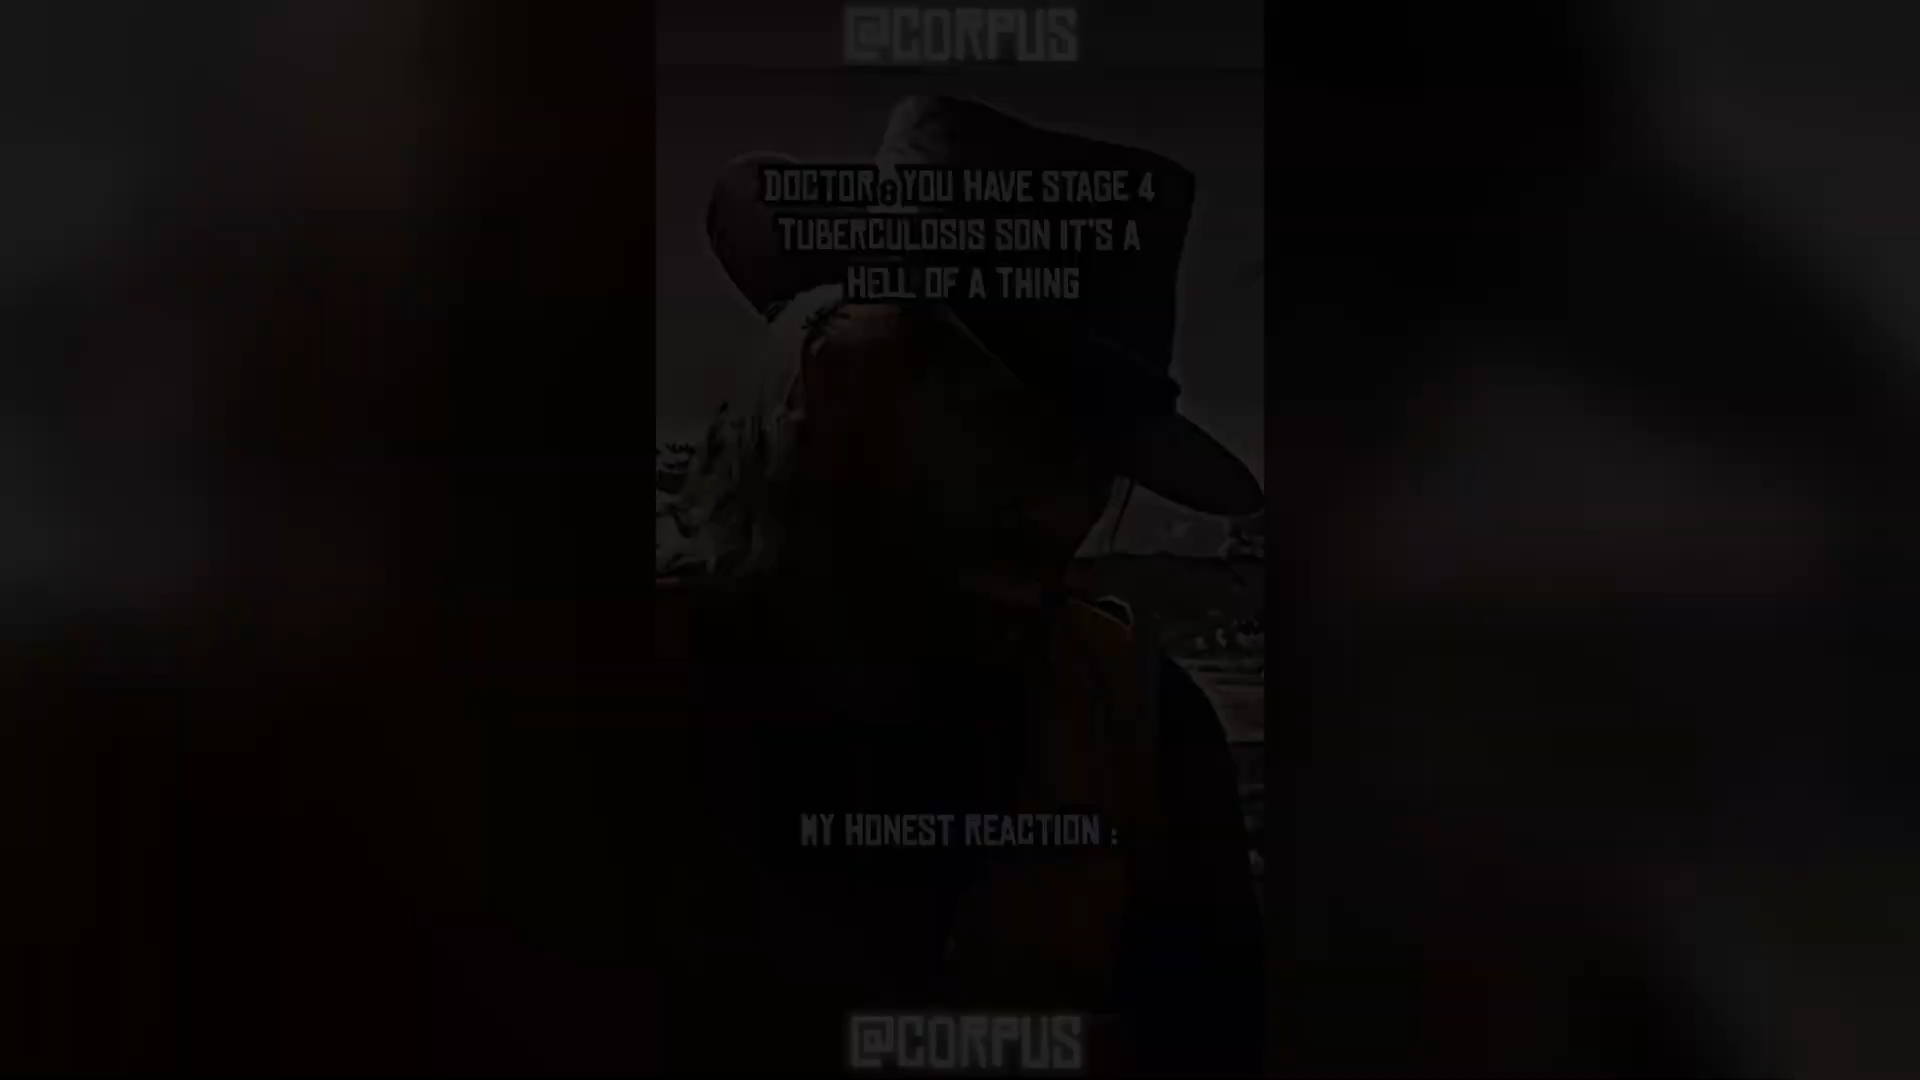 @CORPUS
DOCTOR : YOU HAVE STAGE 4
TUBERCULOSIS SON IT'S A
HELL OF A THING
MY HONEST REACTION :
@CORPUS